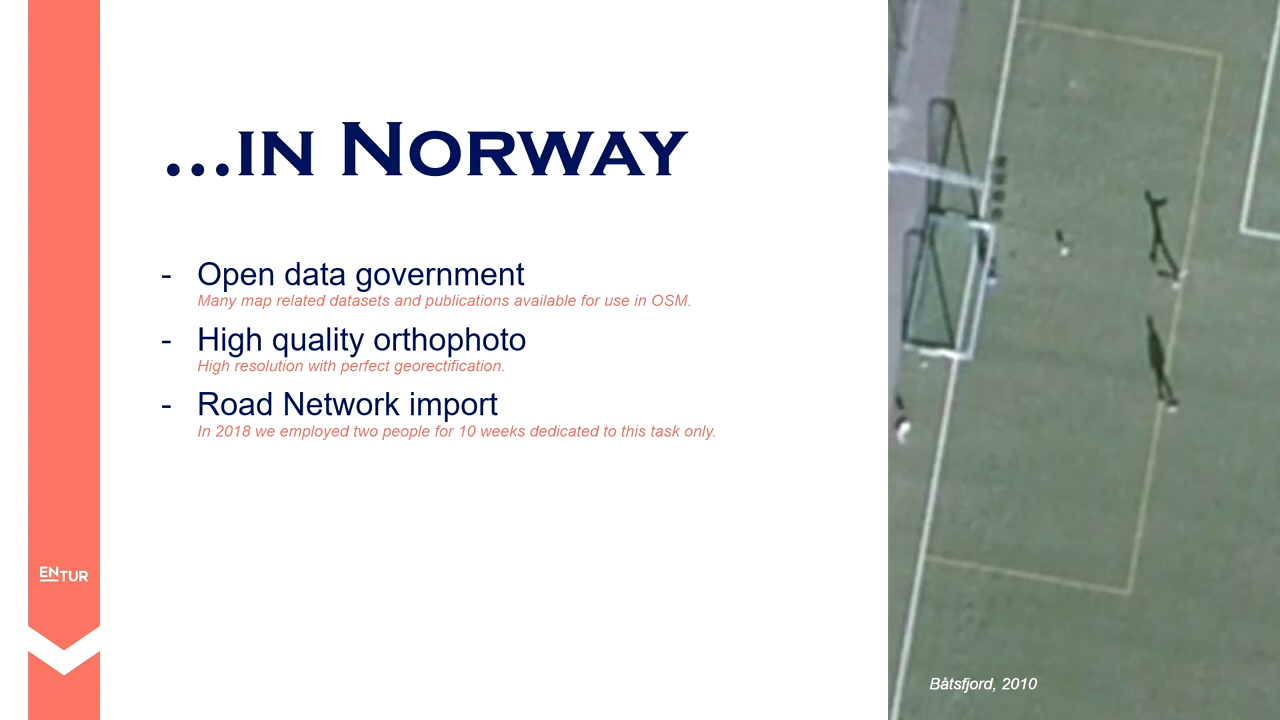 ...in Norway
- Open data government
Many map related datasets and publications available for use in OSM.
- High quality orthophoto
High resolution with perfect georectification.
- Road Network import
In 2018 we employed two people for 10 weeks dedicated to this task only.
ENTUR
Båtsfjord, 2010